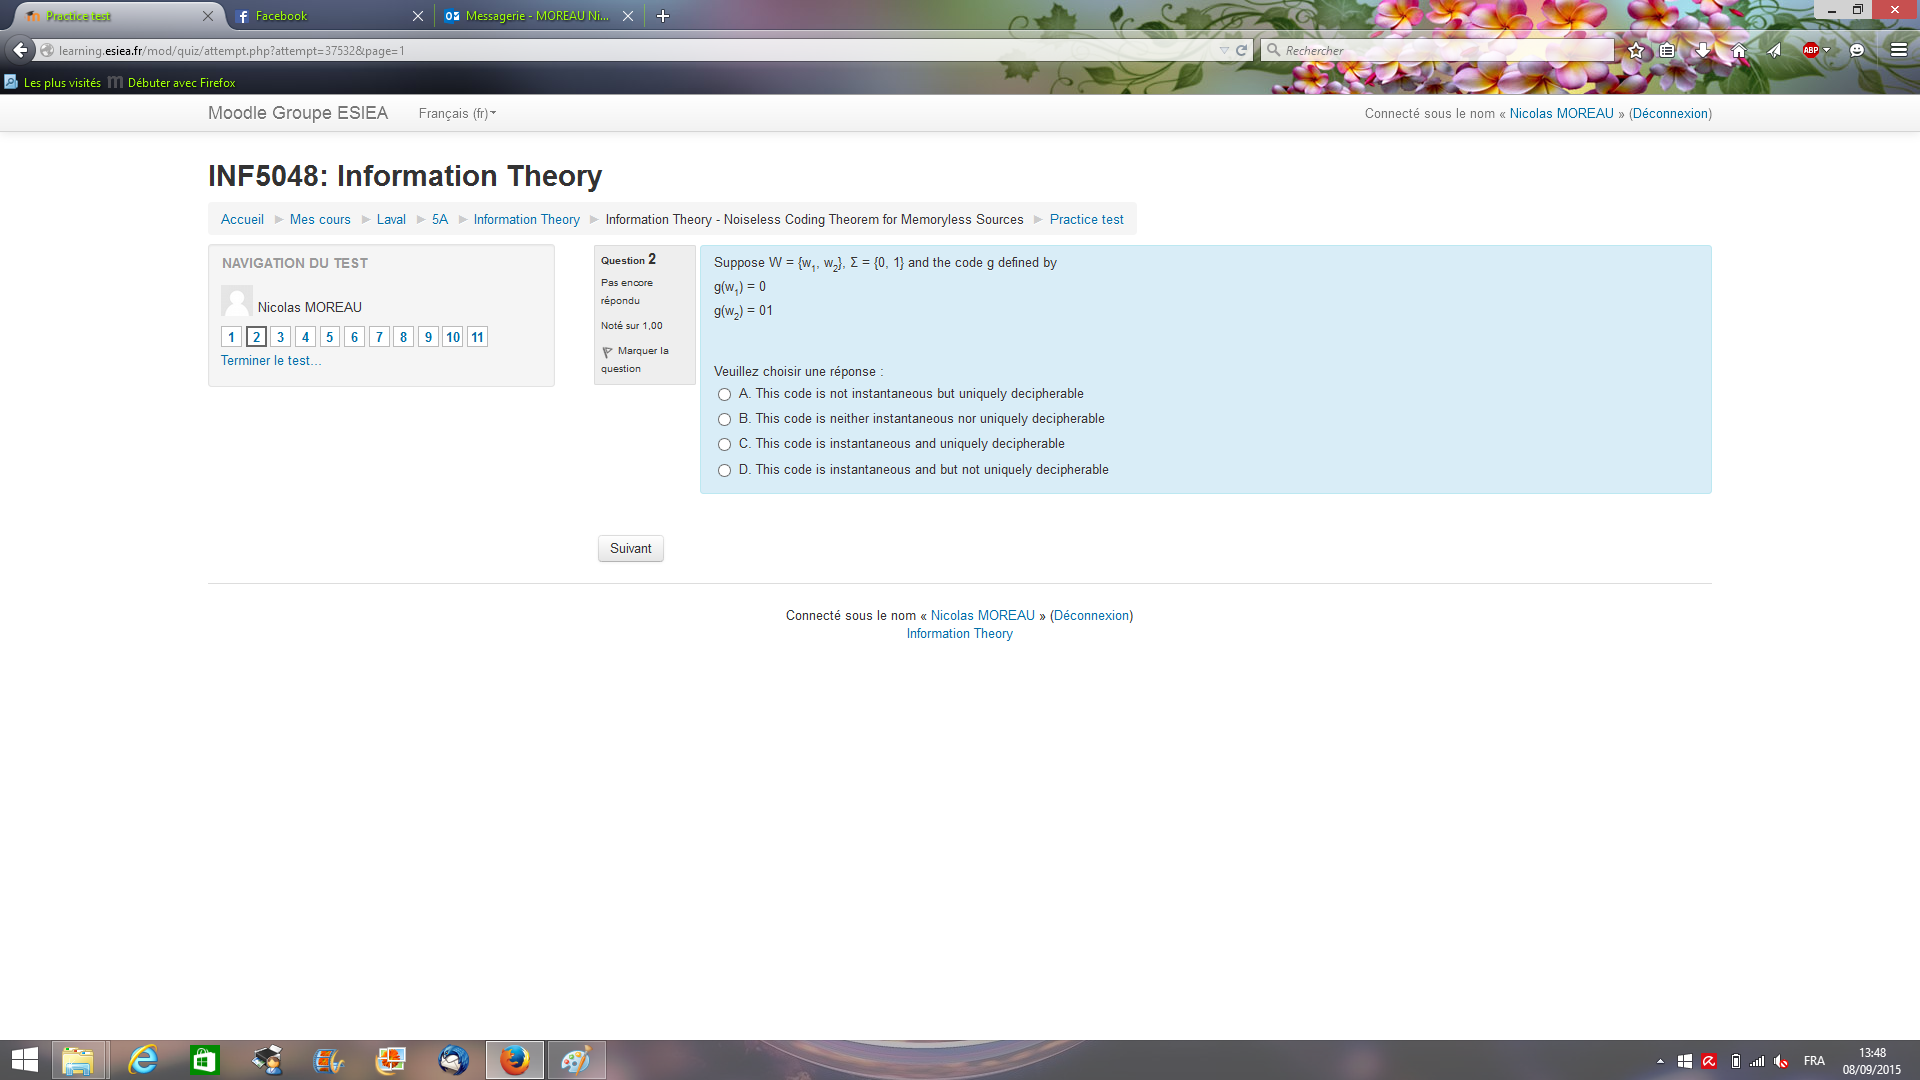 Practice test
Facebook
Messagerie - MOREAU Ni...
learning.esiea.fr/mod/quiz/attempt.php?attempt=37532&page=1
Rechercher
ABP
Les plus visités
Débuter avec Firefox
Moodle Groupe ESIEA
Français (fr)
Connecté sous le nom « Nicolas MOREAU » (Déconnexion)
INF5048: Information Theory
Accueil ► Mes cours ► Laval ► 5A ► Information Theory ► Information Theory - Noiseless Coding Theorem for Memoryless Sources ► Practice test
NAVIGATION DU TEST
Nicolas MOREAU
1 2 3 4 5 6 7 8 9 10 11
Terminer le test...
Question 2
Pas encore
répondu
Noté sur 1,00
Marquer la
question
Suppose W = {w1, w2}, Σ = {0, 1} and the code g defined by
g(w1) = 0
g(w2) = 01
Veuillez choisir une réponse :
A. This code is not instantaneous but uniquely decipherable
B. This code is neither instantaneous nor uniquely decipherable
C. This code is instantaneous and uniquely decipherable
D. This code is instantaneous and but not uniquely decipherable
Suivant
Connecté sous le nom « Nicolas MOREAU » (Déconnexion)
Information Theory
FRA
13:48
08/09/2015